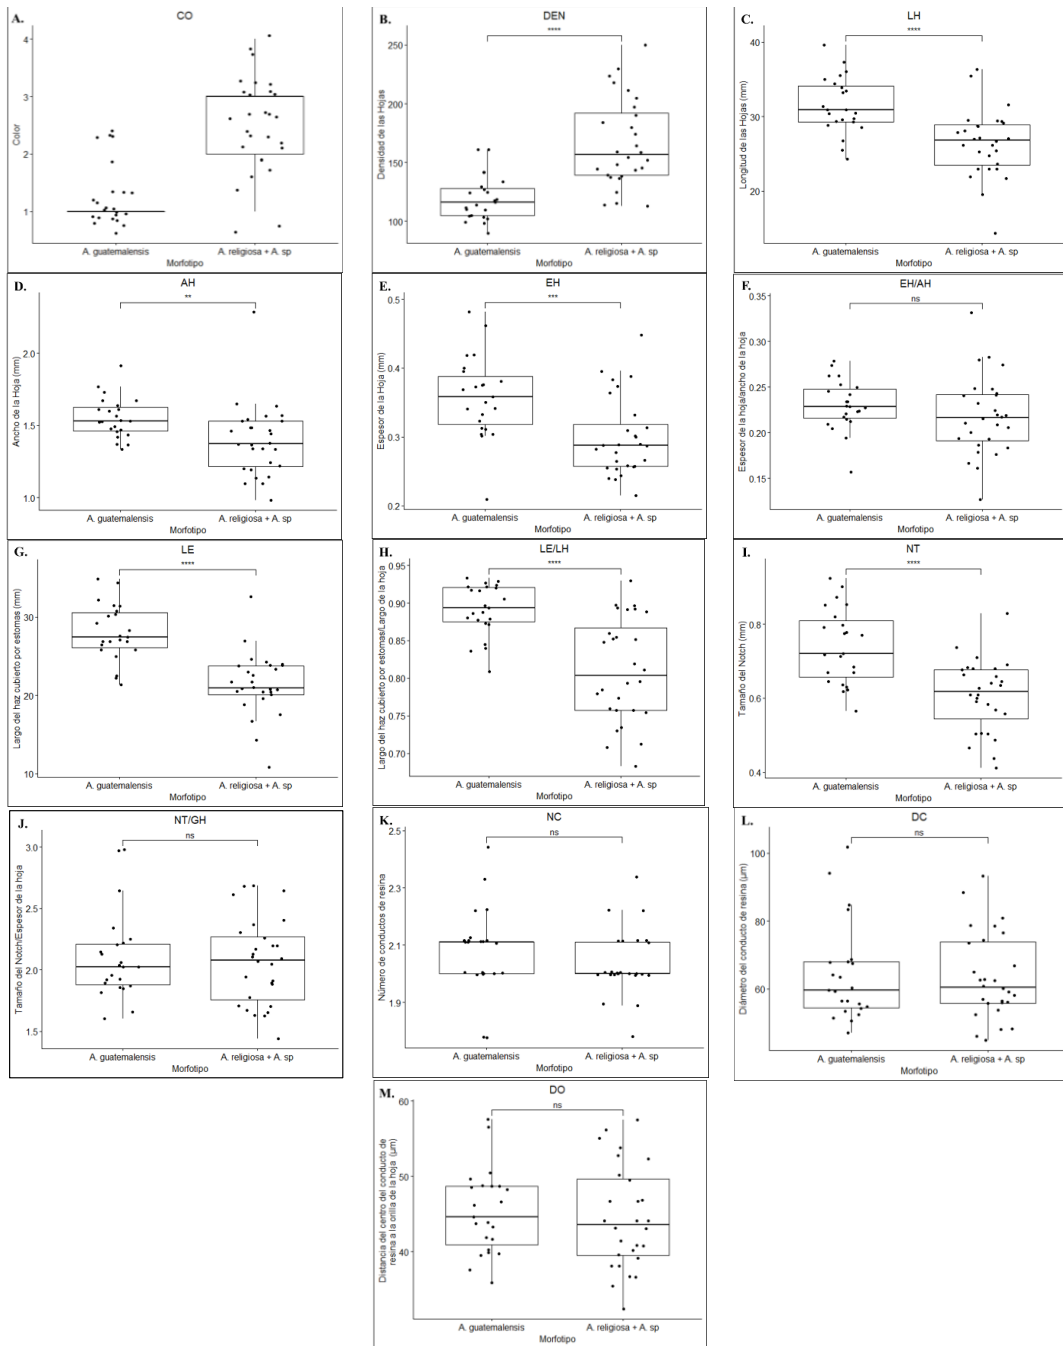 A.
CO
Color
4
3
2
1
A. guatemalensis
A. religiosa + A. sp
Morfotipo
B.
DEN
****
Densidad de las Hojas
250
200
150
100
A. guatemalensis
A. religiosa + A. sp
Morfotipo
C.
LH
****
Longitud de las Hojas (mm)
40
30
20
A. guatemalensis
A. religiosa + A. sp
Morfotipo
D.
AH
**
Ancho de la Hoja (mm)
2.0
1.5
1.0
A. guatemalensis
A. religiosa + A. sp
Morfotipo
E.
EH
***
Espesor de la Hoja (mm)
0.5
0.4
0.3
0.2
A. guatemalensis
A. religiosa + A. sp
Morfotipo
F.
EH/AH
ns
Espesor de la hoja/ancho de la hoja
0.35
0.30
0.25
0.20
0.15
A. guatemalensis
A. religiosa + A. sp
Morfotipo
G.
LE
****
Largo del haz cubierto por estomas (mm)
30
20
10
A. guatemalensis
A. religiosa + A. sp
Morfotipo
H.
LE/LH
****
Largo del haz cubierto por estomas/Largo de la hoja
0.95
0.90
0.85
0.80
0.75
0.70
A. guatemalensis
A. religiosa + A. sp
Morfotipo
I.
NT
****
Tamaño del Notch (mm)
0.8
0.6
0.4
A. guatemalensis
A. religiosa + A. sp
Morfotipo
J.
NT/GH
ns
Tamaño del Notch/Espesor de la hoja
3.0
2.5
2.0
1.5
A. guatemalensis
A. religiosa + A. sp
Morfotipo
K.
NC
ns
Número de conductos de resina
2.5
2.3
2.1
1.9
A. guatemalensis
A. religiosa + A. sp
Morfotipo
L.
DC
ns
Diámetro del conducto de resina (µm)
100
80
60
A. guatemalensis
A. religiosa + A. sp
Morfotipo
M.
DO
ns
Distancia del centro del conducto de
resina a la orilla de la hoja (µm)
60
50
40
A. guatemalensis
A. religiosa + A. sp
Morfotipo